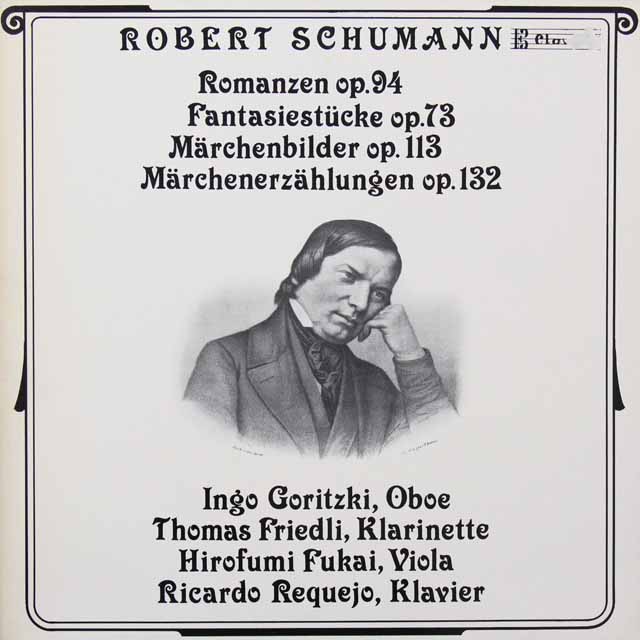 ROBERT SCHUMANN
Romanzen op.94
Fantasiestücke op.73
Märchenbilder op. 113
Märchenerzählungen op. 132
Ingo Goritzki, Oboe
Thomas Friedli, Klarinette
Hirofumi Fukai, Viola
Ricardo Requejo, Klavier